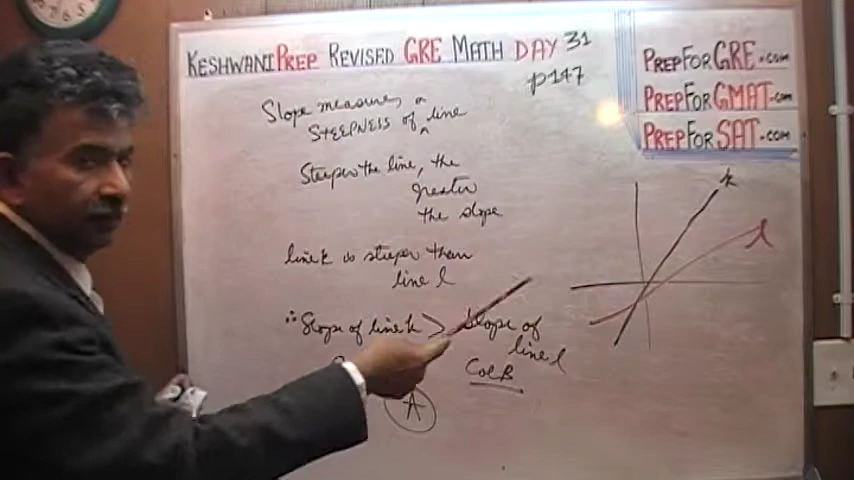 KESHWANIPREP REVISED GRE MATH DAY 31
p147
PREPFORGRE.com
PREPFORGMAT.com
PREPFORSAT.com
Slope measures a
STEEPNESS of ^ line
Steeper the line, the
greater
the slope
line k is steeper than
line l
∴ Slope of line k > Slope of
line l
Col B
A
k
l